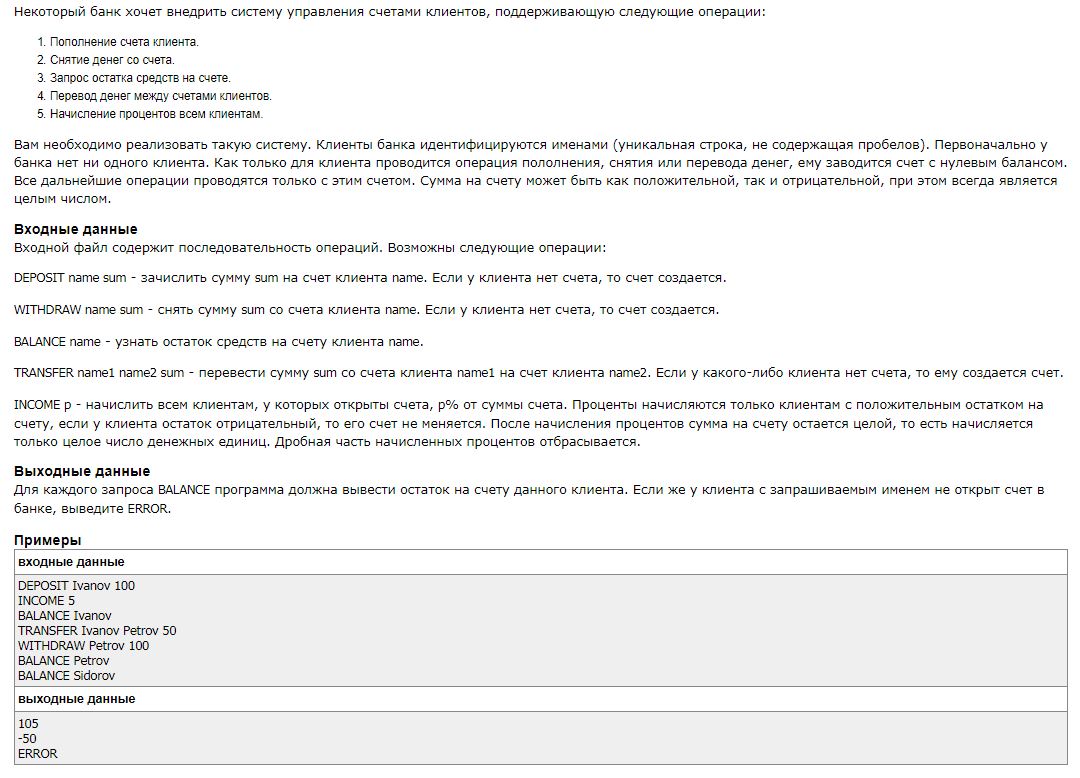 Некоторый банк хочет внедрить систему управления счетами клиентов, поддерживающую следующие операции:
1. Пополнение счета клиента.
2. Снятие денег со счета.
3. Запрос остатка средств на счете.
4. Перевод денег между счетами клиентов.
5. Начисление процентов всем клиентам.
Вам необходимо реализовать такую систему. Клиенты банка идентифицируются именами (уникальная строка, не содержащая пробелов). Первоначально у
банка нет ни одного клиента. Как только для клиента проводится операция пололнения, снятия или перевода денег, ему заводится счет с нулевым балансом.
Все дальнейшие операции проводятся только с этим счетом. Сумма на счету может быть как положительной, так и отрицательной, при этом всегда является
целым числом.
Входные данные
Входной файл содержит последовательность операций. Возможны следующие операции:
DEPOSIT name sum - зачислить сумму sum на счет клиента name. Если у клиента нет счета, то счет создается.
WITHDRAW name sum - снять сумму sum со счета клиента name. Если у клиента нет счета, то счет создается.
BALANCE name - узнать остаток средств на счету клиента name.
TRANSFER name1 name2 sum - перевести сумму sum со счета клиента name1 на счет клиента name2. Если у какого-либо клиента нет счета, то ему создается счет.
INCOME p - начислить всем клиентам, у которых открыты счета, p% от суммы счета. Проценты начисляются только клиентам с положительным остатком на
счету, если у клиента остаток отрицательный, то его счет не меняется. После начисления процентов сумма на счету остается целой, то есть начисляется
только целое число денежных единиц. Дробная часть начисленных процентов отбрасывается.
Выходные данные
Для каждого запроса BALANCE программа должна вывести остаток на счету данного клиента. Если же у клиента с запрашиваемым именем не открыт счет в
банке, выведите ERROR.
Примеры
входные данные
DEPOSIT Ivanov 100
INCOME 5
BALANCE Ivanov
TRANSFER Ivanov Petrov 50
WITHDRAW Petrov 100
BALANCE Petrov
BALANCE Sidorov
выходные данные
105
-50
ERROR